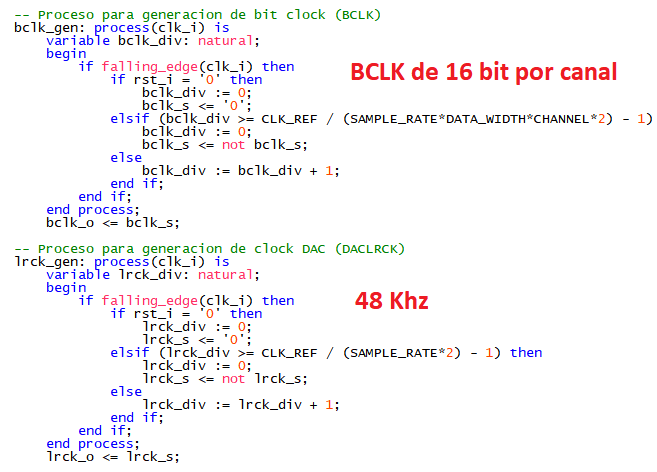 -- Proceso para generacion de bit clock (BCLK)
bclk_gen: process(clk_i) is
    variable bclk_div: natural;
    begin
        if falling_edge(clk_i) then
            if rst_i = '0' then
                bclk_div := 0;
                bclk_s <= '0';
            elsif (bclk_div >= CLK_REF / (SAMPLE_RATE*DATA_WIDTH*CHANNEL*2) - 1)
                bclk_div := 0;
                bclk_s <= not bclk_s;
            else
                bclk_div := bclk_div + 1;
            end if;
        end if;
    end process;
    bclk_o <= bclk_s;
BCLK de 16 bit por canal
-- Proceso para generacion de clock DAC (DACLRCK)
lrck_gen: process(clk_i) is
    variable lrck_div: natural;
    begin
        if falling_edge(clk_i) then
            if rst_i = '0' then
                lrck_div := 0;
                lrck_s <= '0';
            elsif (lrck_div >= CLK_REF / (SAMPLE_RATE*2) - 1) then
                lrck_div := 0;
                lrck_s <= not lrck_s;
            else
                lrck_div := lrck_div + 1;
            end if;
        end if;
    end process;
    lrck_o <= lrck_s;
48 Khz